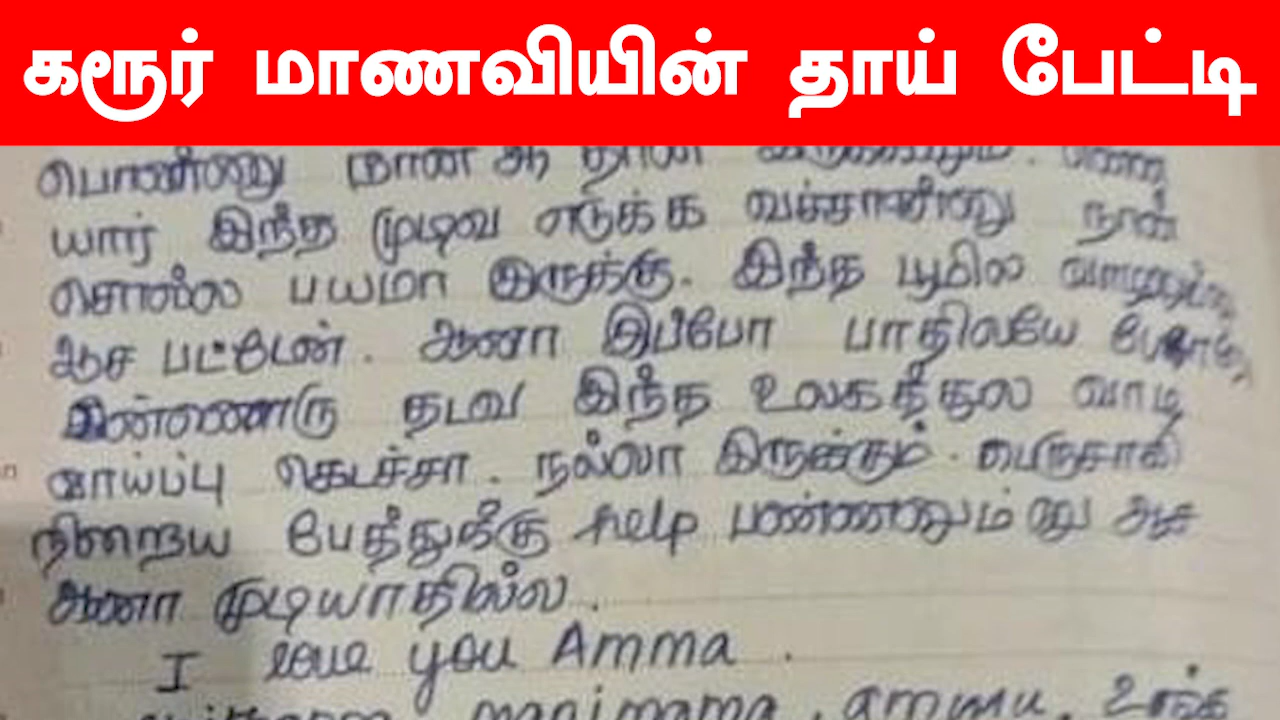 கரூர் மாணவியின் தாய் பேட்டி
பொண்ணு நான் ஆ தான்
யார் இந்த முடிவ எடுக்க வச்சான்னு நான்
சொல்ல பயமா இருக்கு. இந்த பூமில
ஆச பட்டேன். ஆனா இப்போ பாதிலயே
இன்னொரு தடவ இந்த உலகத்துல
வாய்ப்பு கெடச்சா. நல்லா இருக்கும். பெருசாகி
நிறைய பேத்துக்கு help பண்ணனும்னு ஆச
ஆனா முடியாதில்ல.
I love you Amma.